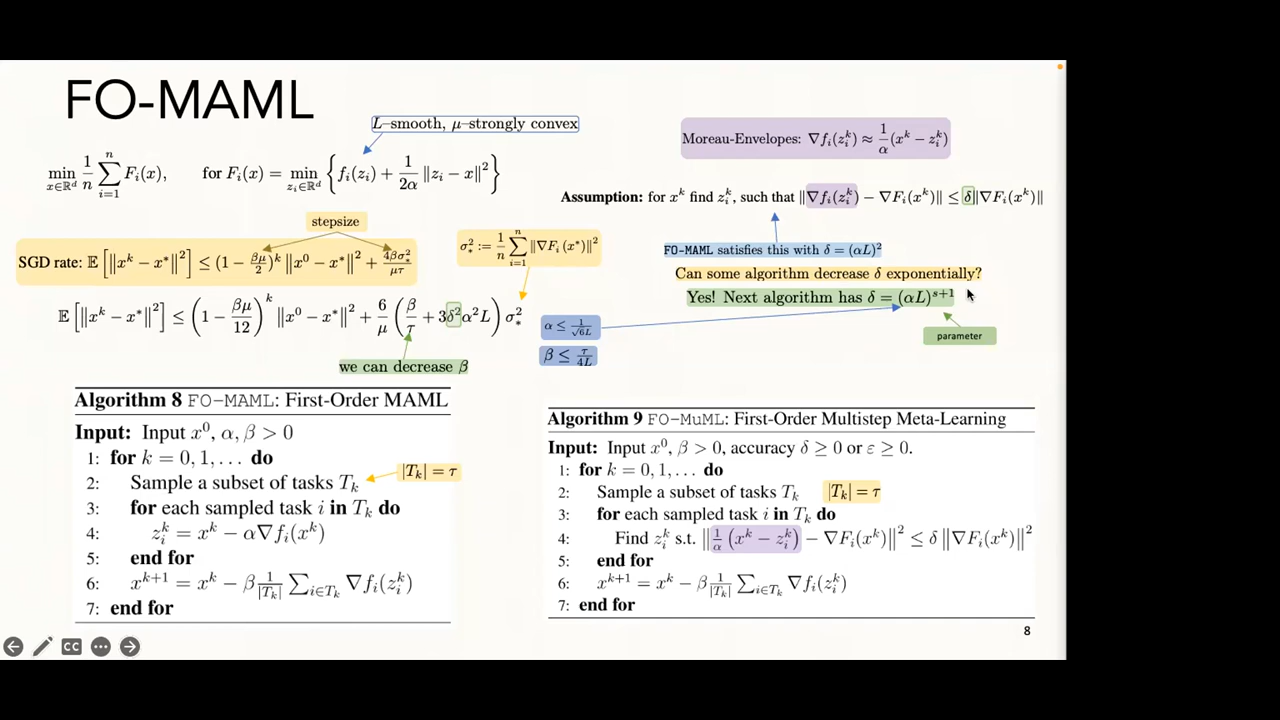 FO-MAML
L–smooth, μ–strongly convex
min_{x∈ℝ^d} 1/n ∑_{i=1}^n F_i(x), for F_i(x) = min_{z_i∈ℝ^d} { f_i(z_i) + 1/(2α) ‖z_i − x‖² }
Moreau-Envelopes: ∇f_i(z_i^k) ≈ 1/α (x^k − z_i^k)
Assumption: for x^k find z_i^k, such that ‖∇f_i(z_i^k) − ∇F_i(x^k)‖ ≤ δ‖∇F_i(x^k)‖
stepsize
SGD rate: 𝔼[‖x^k − x^*‖²] ≤ (1 − βμ/2)^k ‖x^0 − x^*‖² + 4βσ_*²/(μτ)
σ_*² := 1/n ∑_{i=1}^n ‖∇F_i(x^*)‖²
FO-MAML satisfies this with δ = (αL)²
Can some algorithm decrease δ exponentially?
Yes! Next algorithm has δ = (αL)^{s+1}
parameter
𝔼[‖x^k − x^*‖²] ≤ (1 − βμ/12)^k ‖x^0 − x^*‖² + 6/μ (β/τ + 3δ²α²L) σ_*²
α ≤ 1/(√6L)
β ≤ τ/(4L)
we can decrease β
Algorithm 8 FO-MAML: First-Order MAML
Input: Input x^0, α, β > 0
1: for k = 0, 1, … do
2: Sample a subset of tasks T_k
|T_k| = τ
3: for each sampled task i in T_k do
4: z_i^k = x^k − α∇f_i(x^k)
5: end for
6: x^{k+1} = x^k − β 1/|T_k| ∑_{i∈T_k} ∇f_i(z_i^k)
7: end for
Algorithm 9 FO-MuML: First-Order Multistep Meta-Learning
Input: Input x^0, β > 0, accuracy δ ≥ 0 or ε ≥ 0.
1: for k = 0, 1, … do
2: Sample a subset of tasks T_k |T_k| = τ
3: for each sampled task i in T_k do
4: Find z_i^k s.t. ‖1/α (x^k − z_i^k) − ∇F_i(x^k)‖² ≤ δ ‖∇F_i(x^k)‖²
5: end for
6: x^{k+1} = x^k − β 1/|T_k| ∑_{i∈T_k} ∇f_i(z_i^k)
7: end for
8
CC